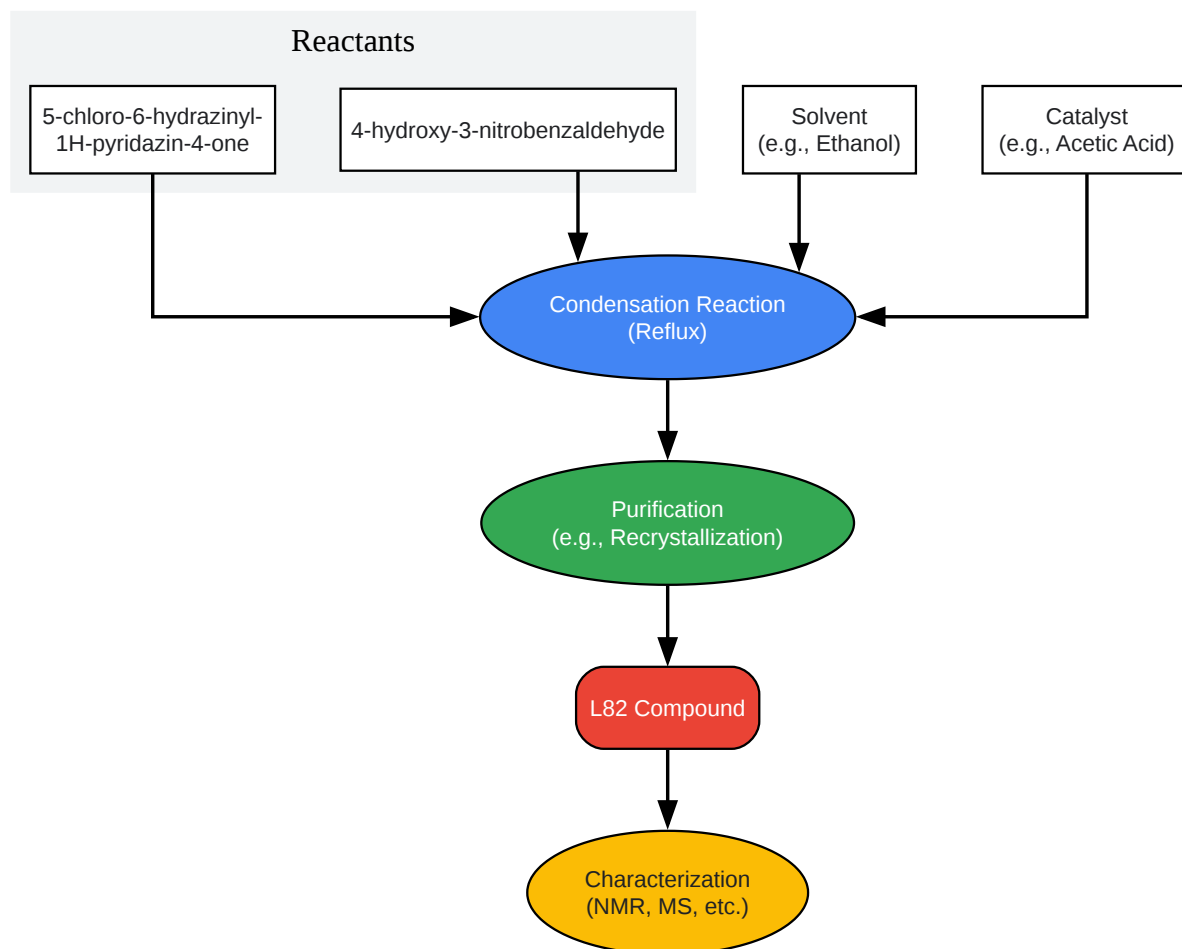 Reactants
5-chloro-6-hydrazinyl-
1H-pyridazin-4-one
4-hydroxy-3-nitrobenzaldehyde
Solvent
(e.g., Ethanol)
Catalyst
(e.g., Acetic Acid)
Condensation Reaction
(Reflux)
Purification
(e.g., Recrystallization)
L82 Compound
Characterization
(NMR, MS, etc.)